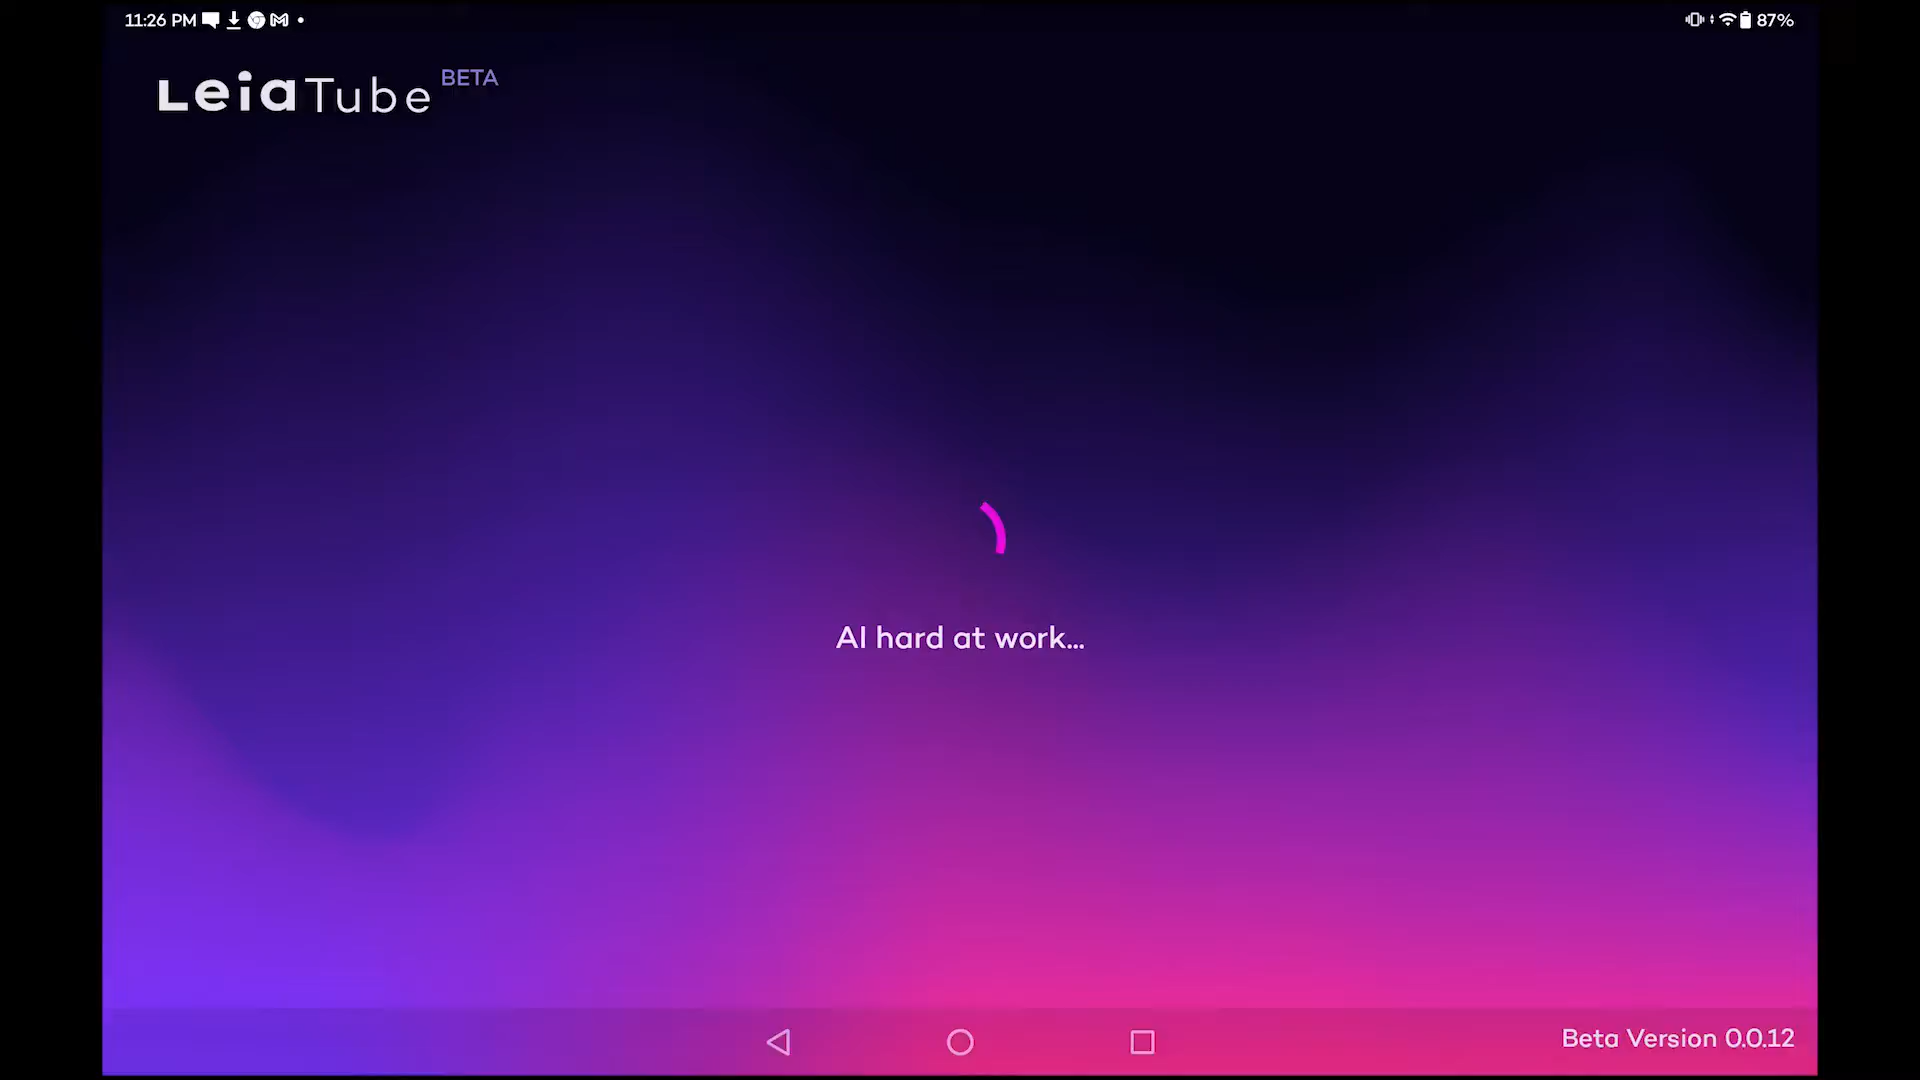 11:26 PM
87%
LeiaTube BETA
AI hard at work...
Beta Version 0.0.12